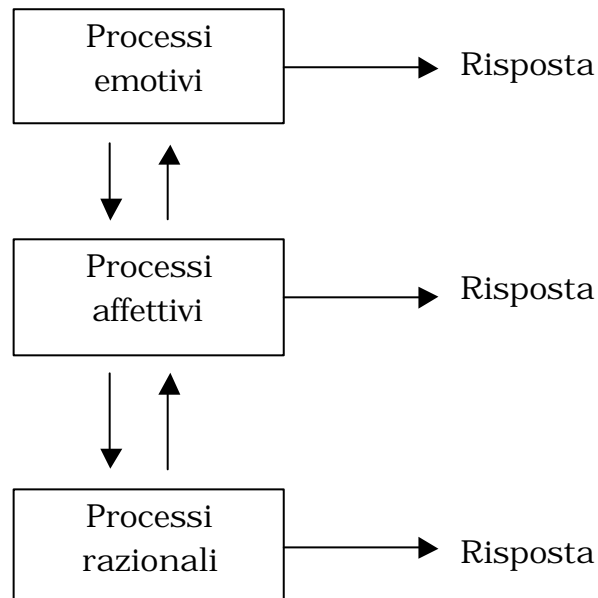 Processi
emotivi
Risposta
Processi
affettivi
Risposta
Processi
razionali
Risposta